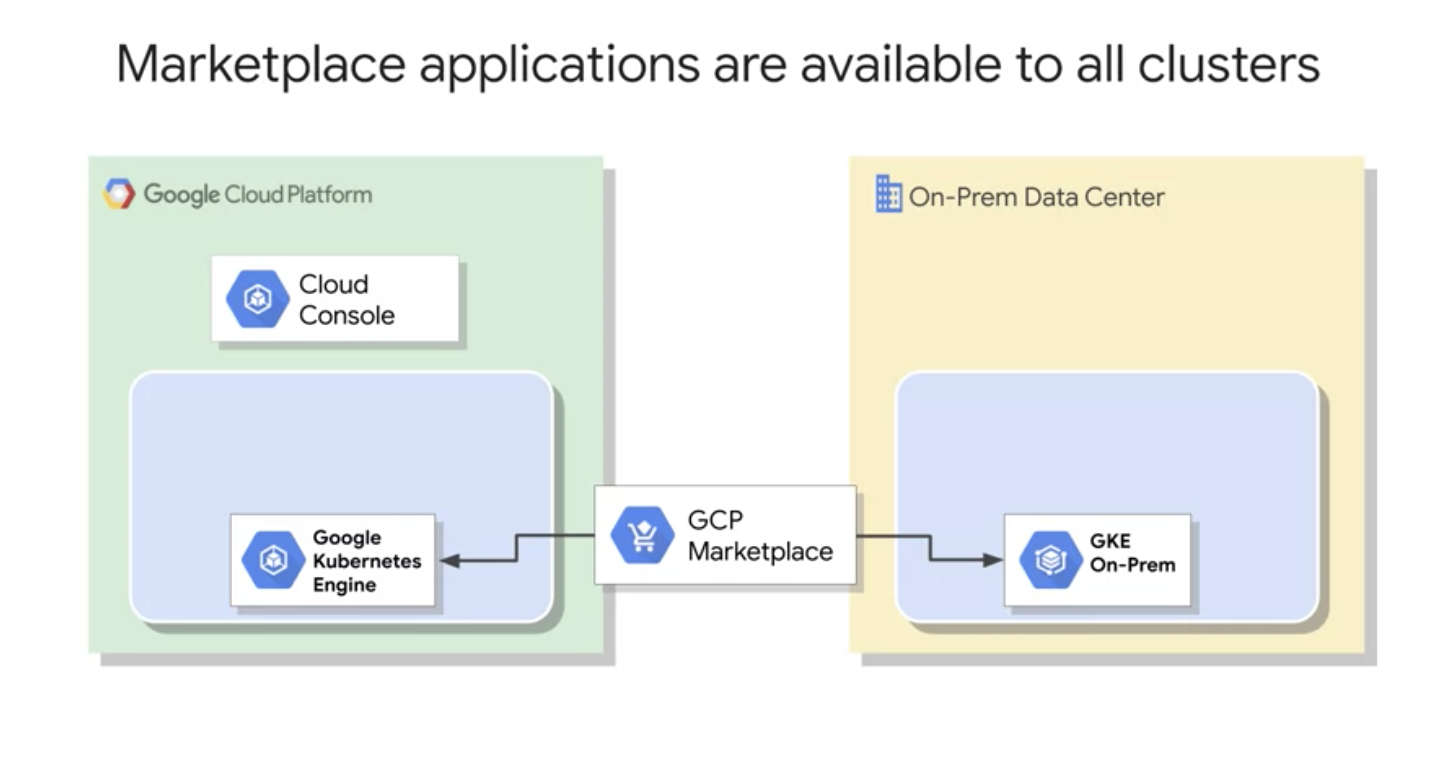 Marketplace applications are available to all clusters
Google Cloud Platform
On-Prem Data Center
Cloud
Console
Google
Kubernetes
Engine
GCP
Marketplace
GKE
On-Prem